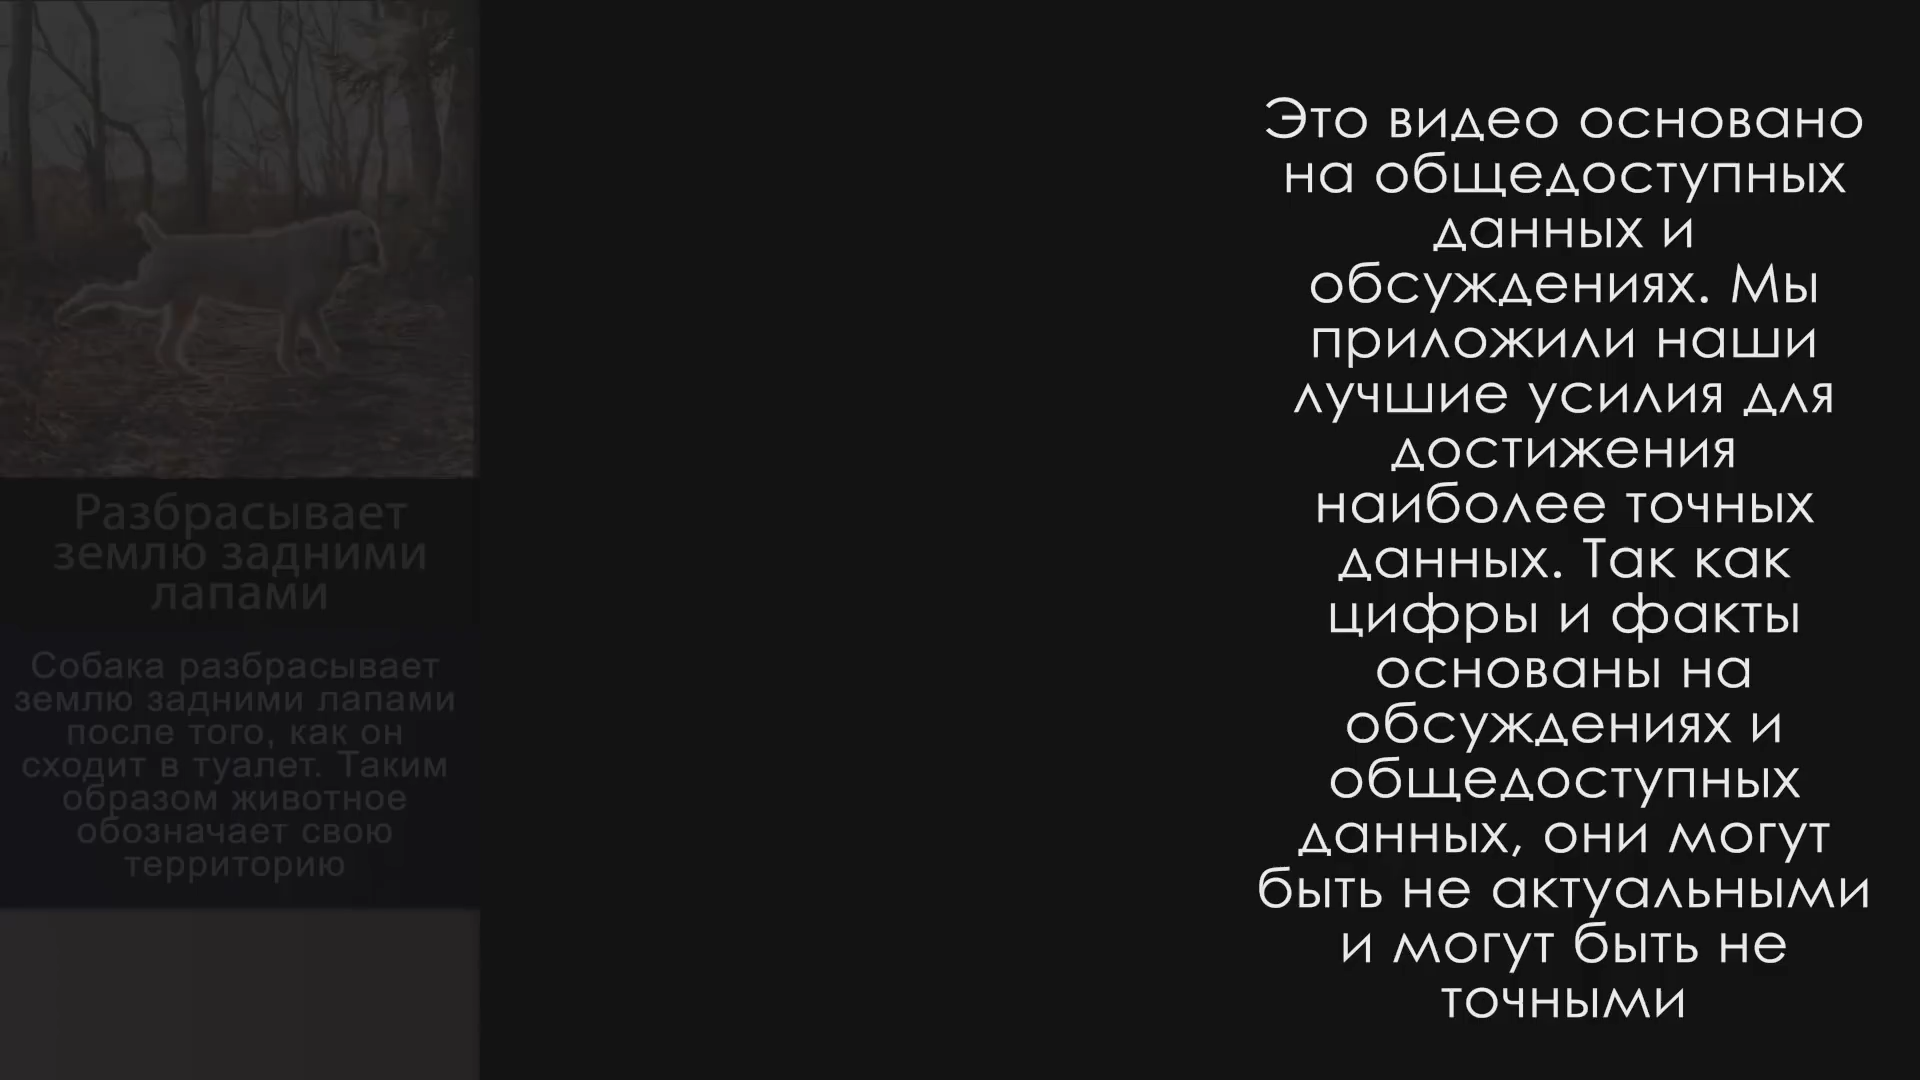 Разбрасывает
землю задними
лапами
Собака разбрасывает
землю задними лапами
после того, как он
сходит в туалет. Таким
образом животное
обозначает свою
территорию
Это видео основано
на общедоступных
данных и
обсуждениях. Мы
приложили наши
лучшие усилия для
достижения
наиболее точных
данных. Так как
цифры и факты
основаны на
обсуждениях и
общедоступных
данных, они могут
быть не актуальными
и могут быть не
точными